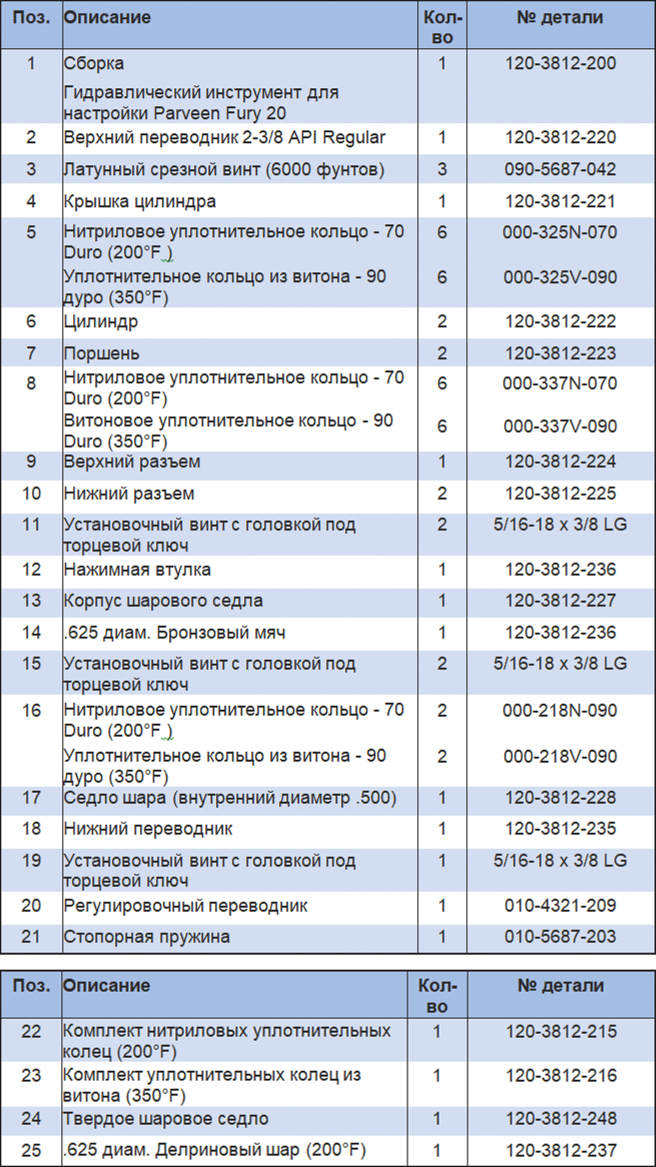 Поз. Описание Кол-во № детали
1 Сборка 1 120-3812-200
Гидравлический инструмент для
настройки Parveen Fury 20
2 Верхний переводник 2-3/8 API Regular 1 120-3812-220
3 Латунный срезной винт (6000 фунтов) 3 090-5687-042
4 Крышка цилиндра 1 120-3812-221
5 Нитриловое уплотнительное кольцо - 70 6 000-325N-070
Duro (200°F.)
Уплотнительное кольцо из витона - 90 6 000-325V-090
дуро (350°F)
6 Цилиндр 2 120-3812-222
7 Поршень 2 120-3812-223
8 Нитриловое уплотнительное кольцо - 70 6 000-337N-070
Duro (200°F)
Витоновое уплотнительное кольцо - 90 6 000-337V-090
Duro (350°F)
9 Верхний разъем 1 120-3812-224
10 Нижний разъем 2 120-3812-225
11 Установочный винт с головкой под 2 5/16-18 x 3/8 LG
торцевой ключ
12 Нажимная втулка 1 120-3812-236
13 Корпус шарового седла 1 120-3812-227
14 .625 диам. Бронзовый мяч 1 120-3812-236
15 Установочный винт с головкой под 2 5/16-18 x 3/8 LG
торцевой ключ
16 Нитриловое уплотнительное кольцо - 70 2 000-218N-090
Duro (200°F.)
Уплотнительное кольцо из витона - 90 2 000-218V-090
дуро (350°F)
17 Седло шара (внутренний диаметр .500) 1 120-3812-228
18 Нижний переводник 1 120-3812-235
19 Установочный винт с головкой под 1 5/16-18 x 3/8 LG
торцевой ключ
20 Регулировочный переводник 1 010-4321-209
21 Стопорная пружина 1 010-5687-203
Поз. Описание Кол-во № детали
22 Комплект нитриловых уплотнительных 1 120-3812-215
колец (200°F)
23 Комплект уплотнительных колец из 1 120-3812-216
витона (350°F)
24 Твердое шаровое седло 1 120-3812-248
25 .625 диам. Делриновый шар (200°F) 1 120-3812-237